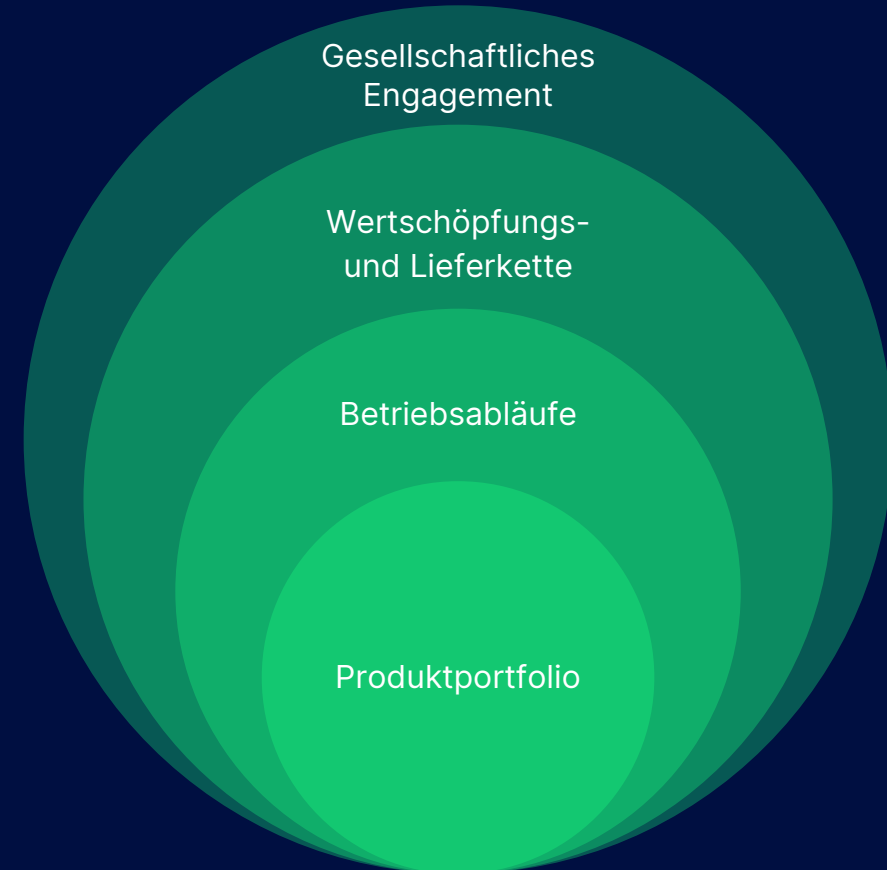 Gesellschaftliches
Engagement
Wertschöpfungs-
und Lieferkette
Betriebsabläufe
Produktportfolio